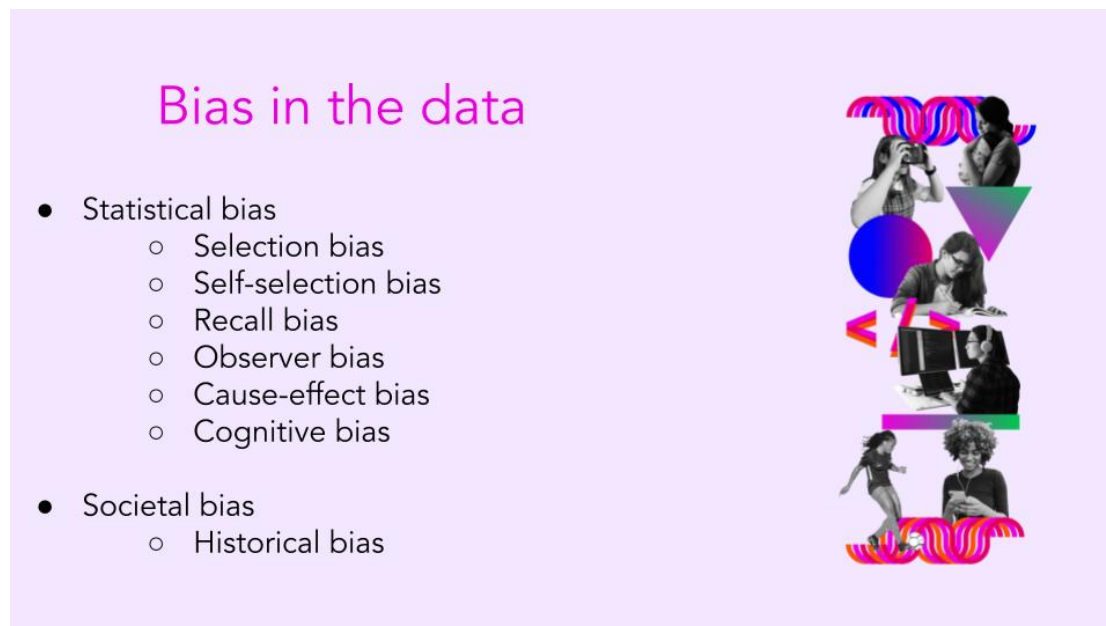 Bias in the data
● Statistical bias
○ Selection bias
○ Self-selection bias
○ Recall bias
○ Observer bias
○ Cause-effect bias
○ Cognitive bias
● Societal bias
○ Historical bias